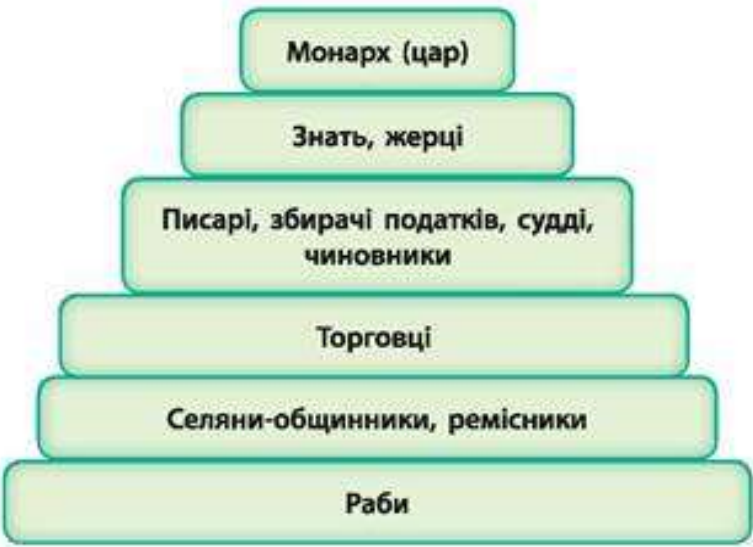 Монарх (цар)
Знать, жерці
Писарі, збирачі податків, судді,
чиновники
Торговці
Селяни-общинники, ремісники
Раби